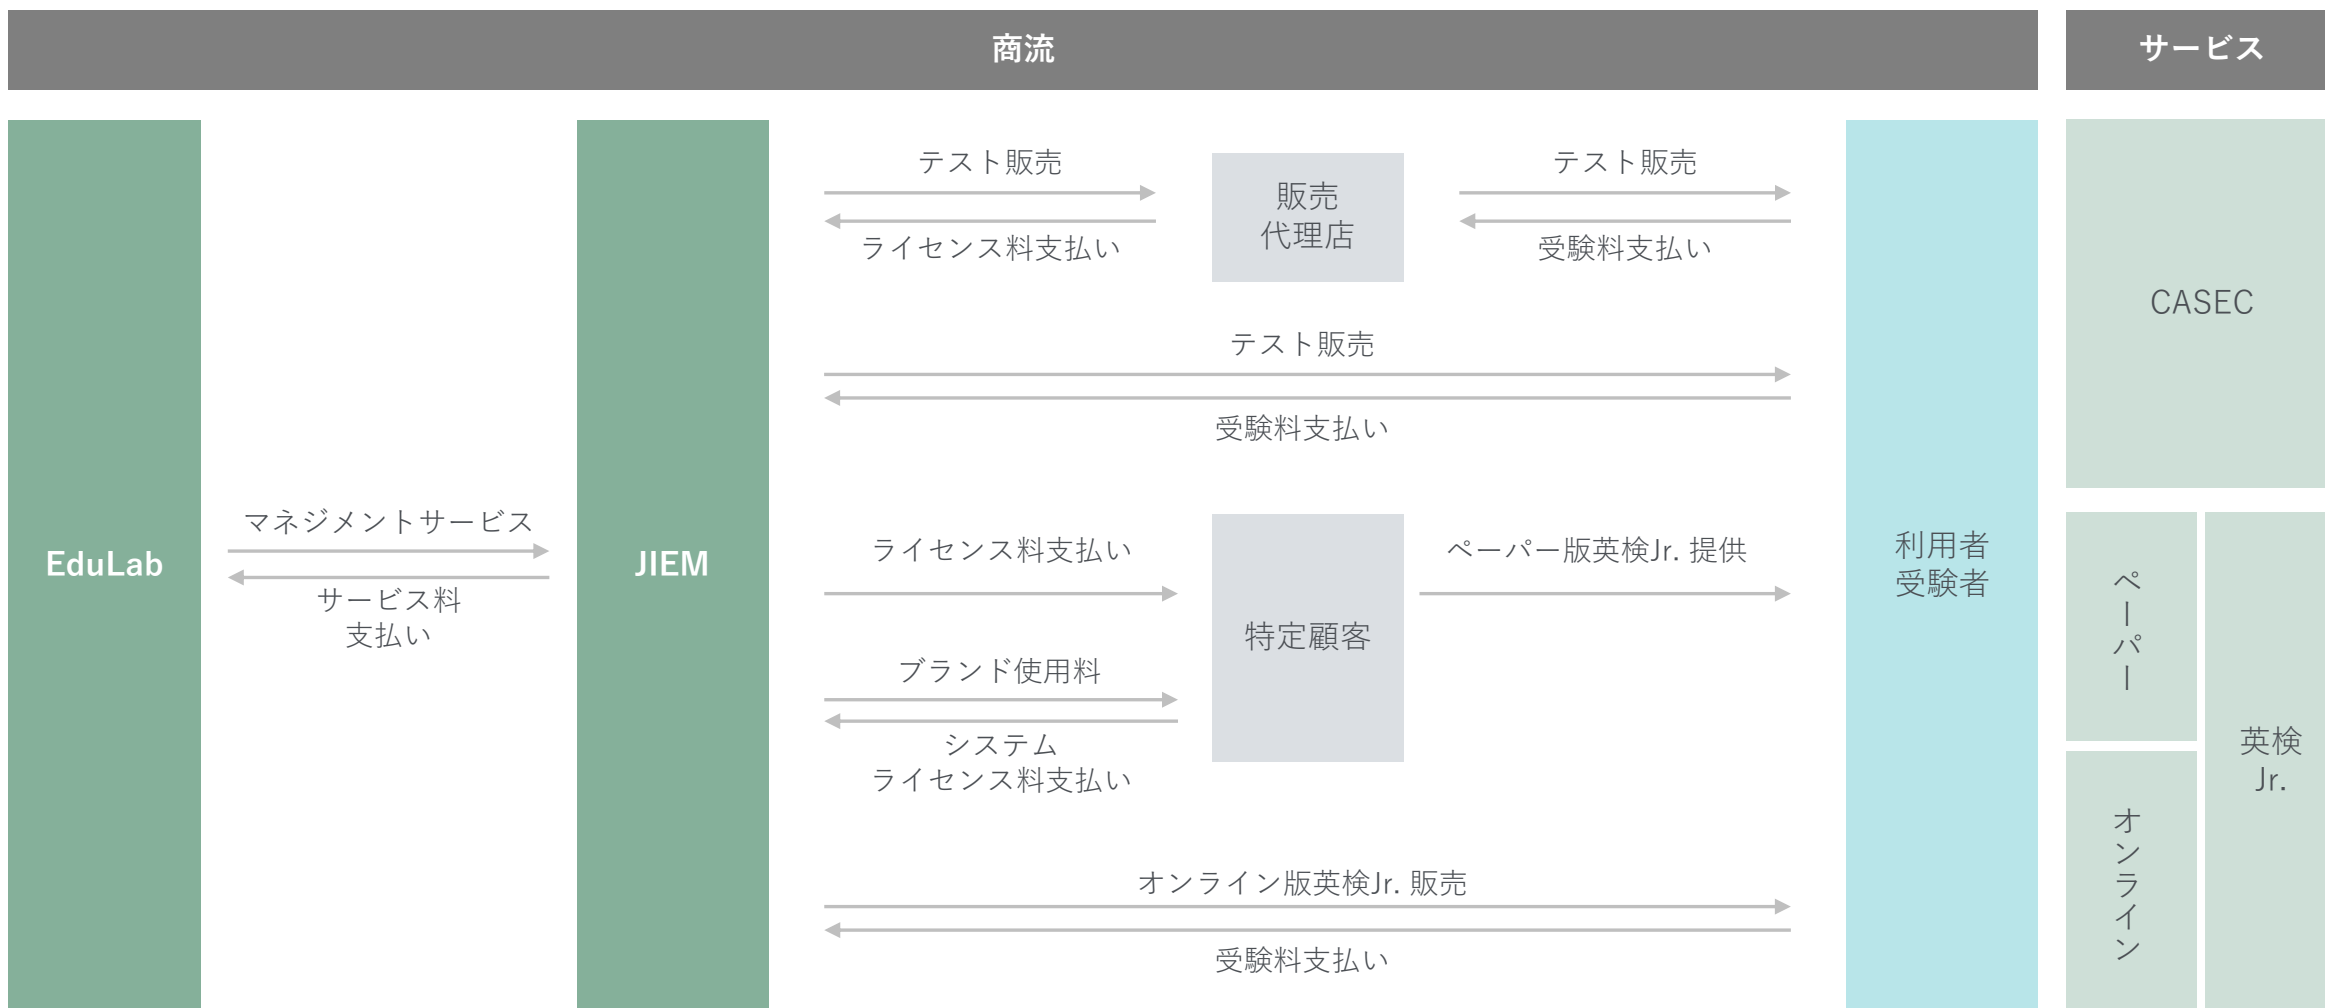 商流
サービス
EduLab
マネジメントサービス
サービス料
支払い
JIEM
テスト販売
ライセンス料支払い
販売
代理店
テスト販売
受験料支払い
テスト販売
受験料支払い
ライセンス料支払い
ブランド使用料
システム
ライセンス料支払い
特定顧客
ペーパー版英検Jr. 提供
オンライン版英検Jr. 販売
受験料支払い
利用者
受験者
CASEC
ペーパー
オンライン
英検
Jr.